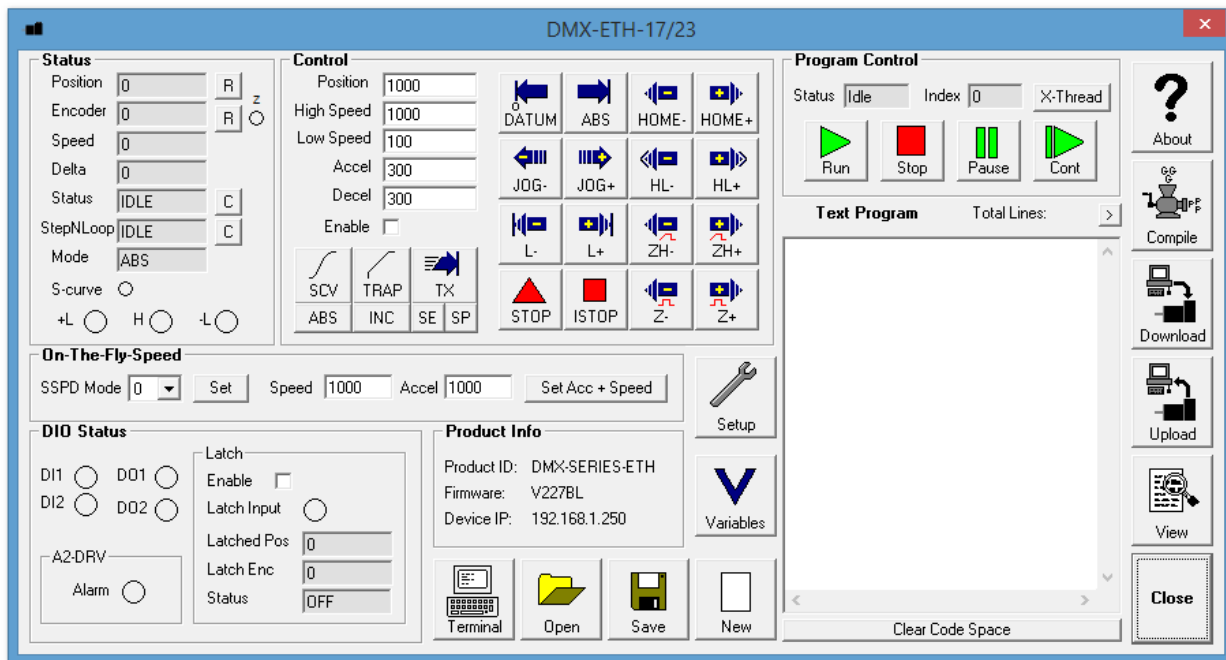 DMX-ETH-17/23
Status
Position 0 R
Encoder 0 R Z
Speed 0
Delta 0
Status IDLE C
StepNLoop IDLE C
Mode ABS
S-curve
+L H -L
Control
Position 1000
High Speed 1000
Low Speed 100
Accel 300
Decel 300
Enable
SCV TRAP TX
ABS INC SE SP
0
DATUM ABS HOME- HOME+
JOG- JOG+ HL- HL+
L- L+ ZH- ZH+
STOP ISTOP Z- Z+
Program Control
Status Idle Index 0 X-Thread
Run Stop Pause Cont
Text Program Total Lines: >
Clear Code Space
About
Compile
Download
Upload
View
Close
On-The-Fly-Speed
SSPD Mode 0 Set Speed 1000 Accel 1000 Set Acc + Speed
Setup
DIO Status
DI1 DO1
DI2 DO2
A2-DRV
Alarm
Latch
Enable
Latch Input
Latched Pos 0
Latch Enc 0
Status OFF
Product Info
Product ID: DMX-SERIES-ETH
Firmware: V227BL
Device IP: 192.168.1.250
Variables
Terminal Open Save New